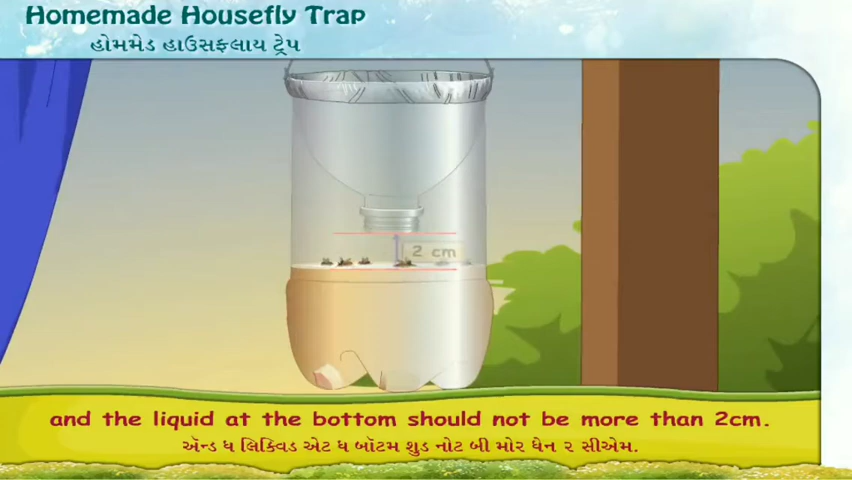 Homemade Housefly Trap
હોમમેડ હાઉસફ્લાય ટ્રેપ
2 cm
and the liquid at the bottom should not be more than 2cm.
ઍન્ડ ધ લિક્વિડ એટ ધ બૉટમ શુડ નોટ બી મોર ધેન ૨ સીએમ.